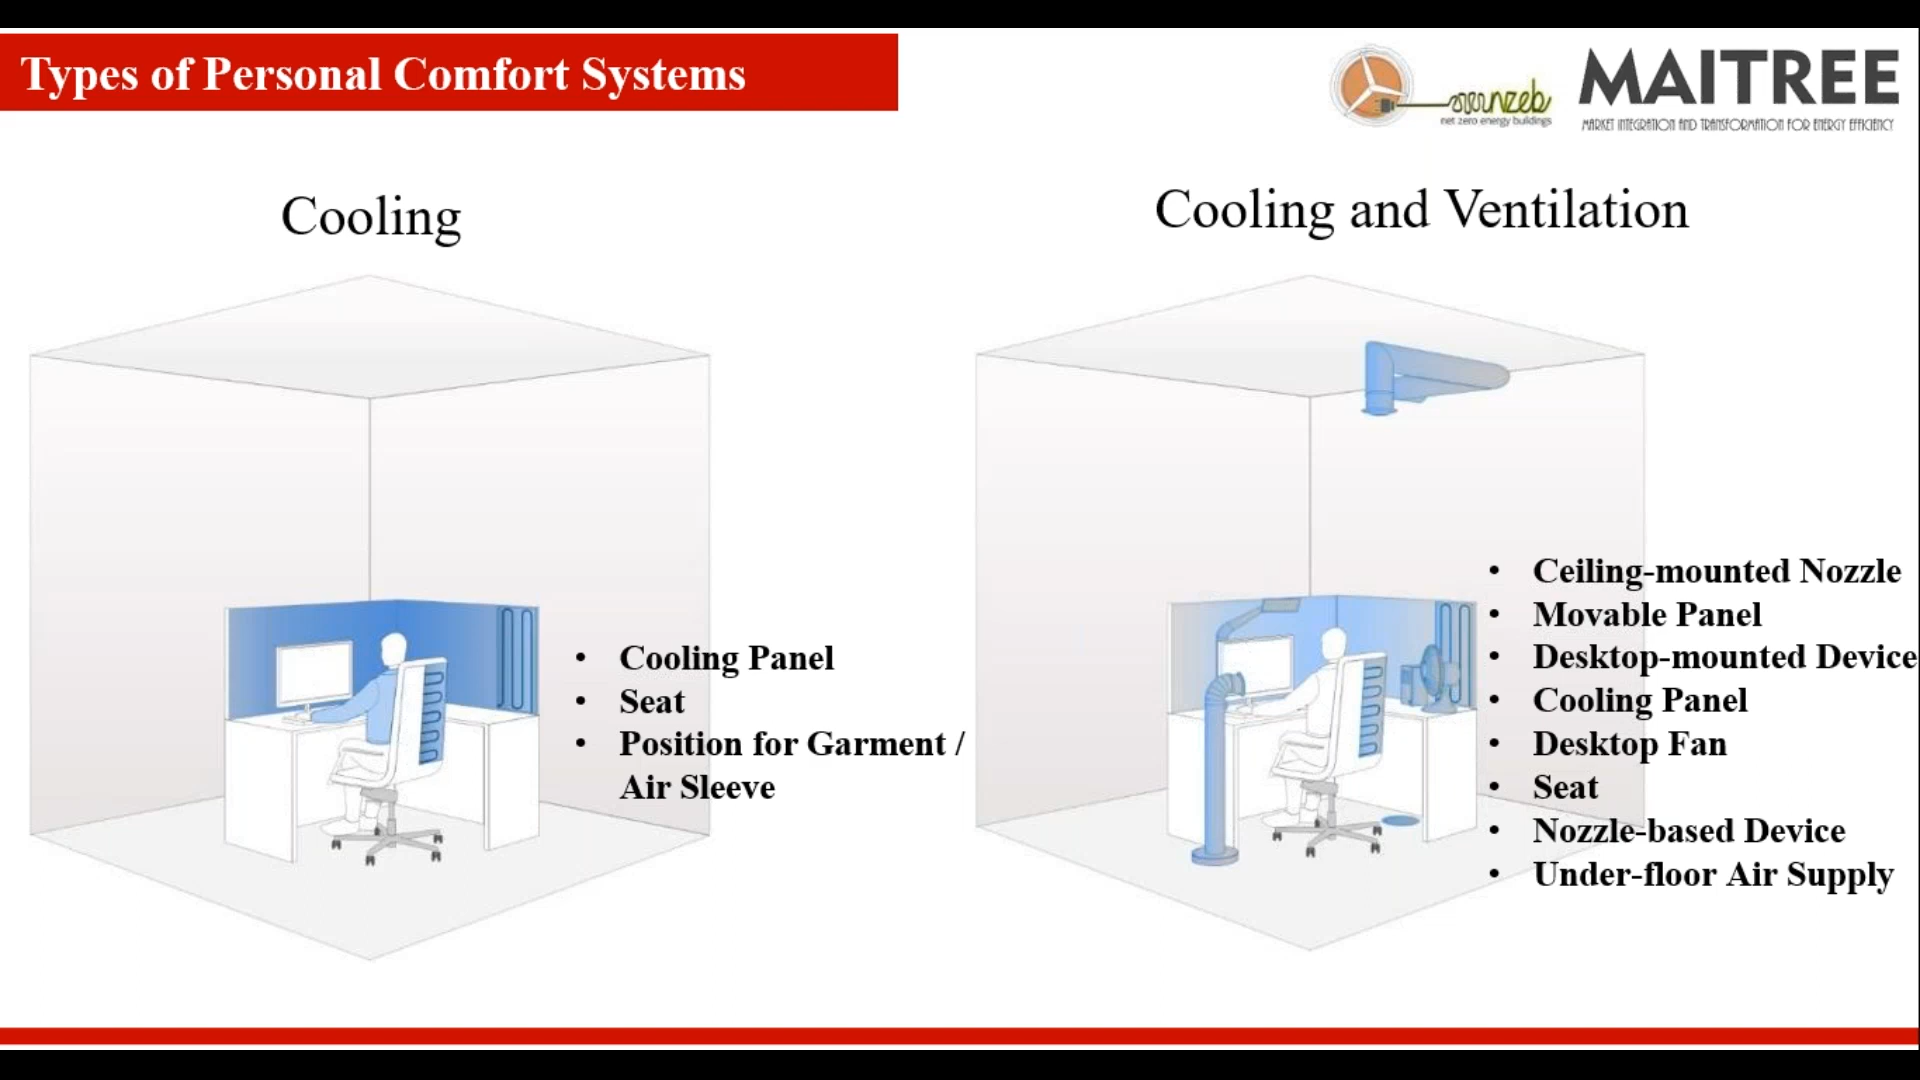 Types of Personal Comfort Systems
nzeb
net zero energy buildings
MAITREE
MARKET INTEGRATION AND TRANSFORMATION FOR ENERGY EFFICIENCY
Cooling
• Cooling Panel
• Seat
• Position for Garment /
Air Sleeve
Cooling and Ventilation
• Ceiling-mounted Nozzle
• Movable Panel
• Desktop-mounted Device
• Cooling Panel
• Desktop Fan
• Seat
• Nozzle-based Device
• Under-floor Air Supply